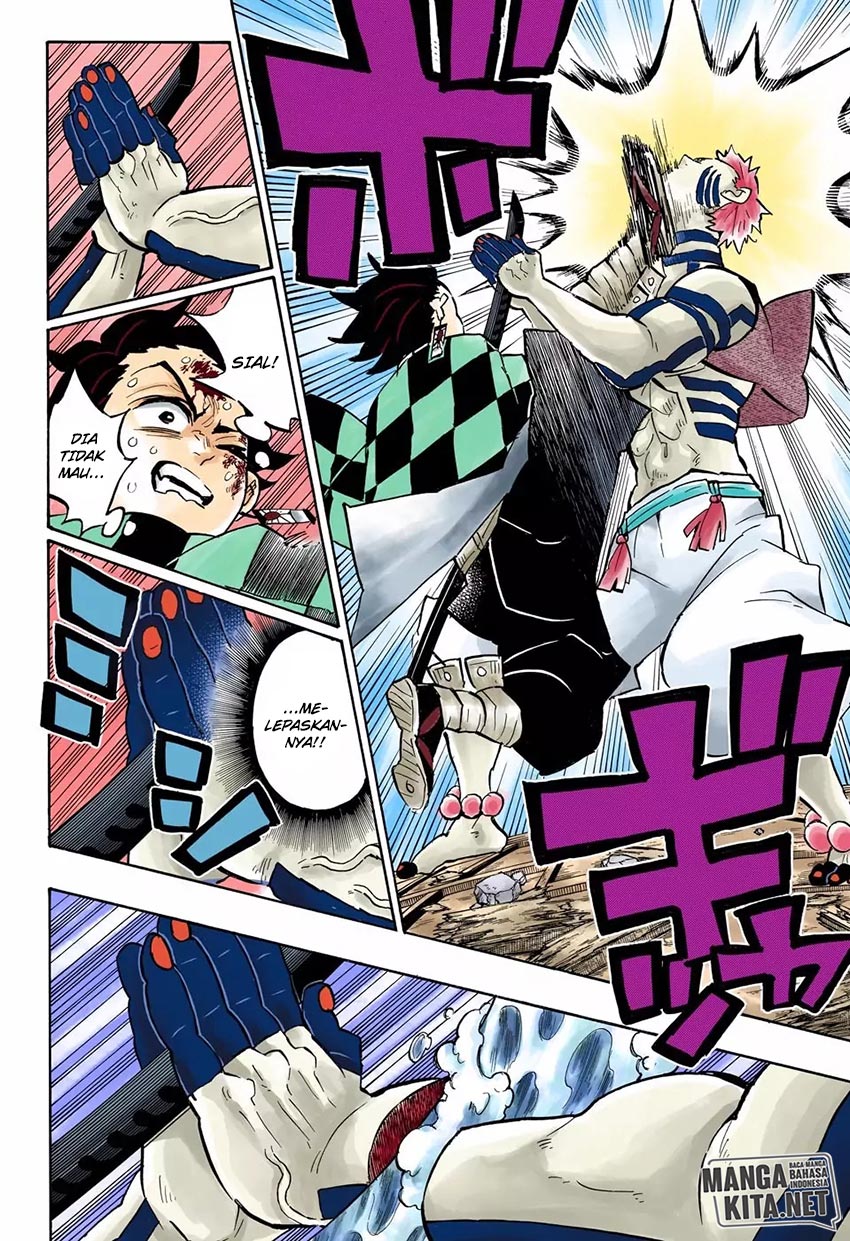 ボ
ギャ
SIAL!
DIA
TIDAK
MAU...
...ME-
LEPASKAN-
NYA!!
MANGA
KITA.NET
BACA MANGA
BAHASA
INDONESIA